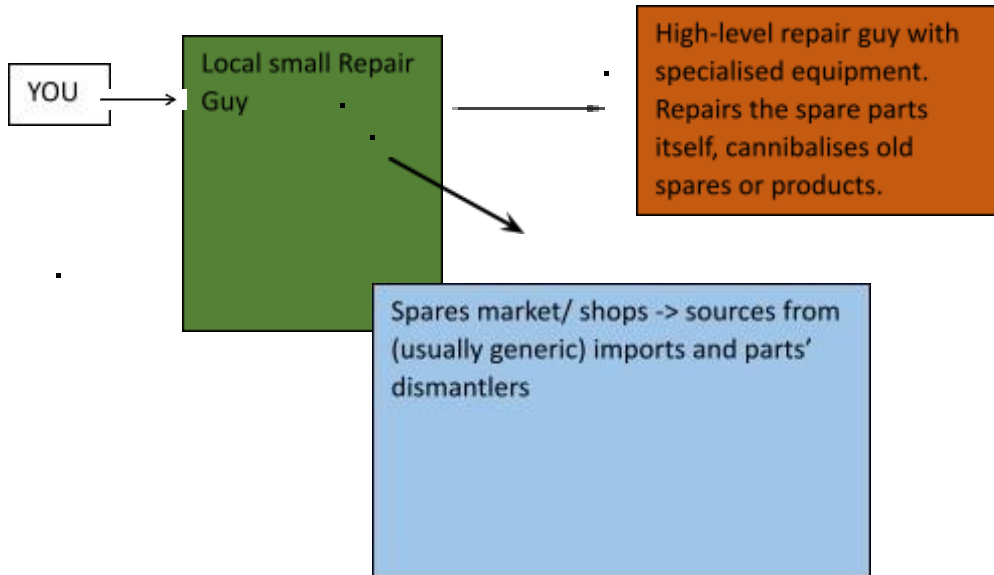 YOU
Local small Repair
Guy
High-level repair guy with
specialised equipment.
Repairs the spare parts
itself, cannibalises old
spares or products.
Spares market/ shops -> sources from
(usually generic) imports and parts’
dismantlers